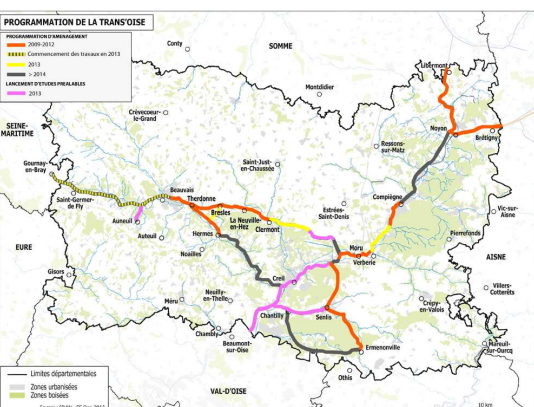 PROGRAMMATION DE LA TRANS'OISE
PROGRAMMATION D'AMENAGEMENT
2009-2012
Commencement des travaux en 2013
2013
> 2014
LANCEMENT D'ETUDES PREALABLES
2013
Conty
SOMME
Montdidier
Libermont
Crèvecoeur-
le-Grand
SEINE-
MARITIME
Noyon
Brétigny
Ressons-
sur-Matz
Gournay-
en-Bray
Saint-Just-
en-Chaussée
Saint-Germer-
de Fly
Beauvais
Therdonne
Compiègne
Bresles
La Neuville-
en-Hez
Estrées-
Saint-Denis
Vic-sur-
Aisne
Auneuil
Clermont
Auteuil
Hermes
Pierrefonds
EURE
Noailles
Moru
Verberie
AISNE
Gisors
Creil
Villers-
Cotterêts
Neuilly-
en-Thelle
Méru
Crépy-
en-Valois
Chantilly
Senlis
Chambly
Beaumont-
sur-Oise
Mareuil-
sur-Ourcq
Ermenonville
Limites départementales
Zones urbanisées
Zones boisées
Othis
VAL-D'OISE
10 km